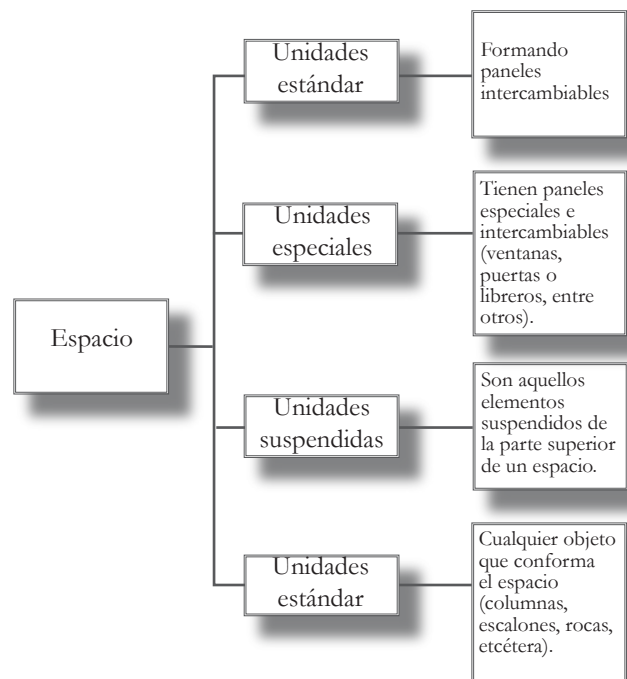 Unidades
estándar
Formando
paneles
intercambiables
Unidades
especiales
Tienen paneles
especiales e
intercambiables
(ventanas,
puertas o
libreros, entre
otros).
Espacio
Unidades
suspendidas
Son aquellos
elementos
suspendidos de
la parte superior
de un espacio.
Unidades
estándar
Cualquier objeto
que conforma
el espacio
(columnas,
escalones, rocas,
etcétera).